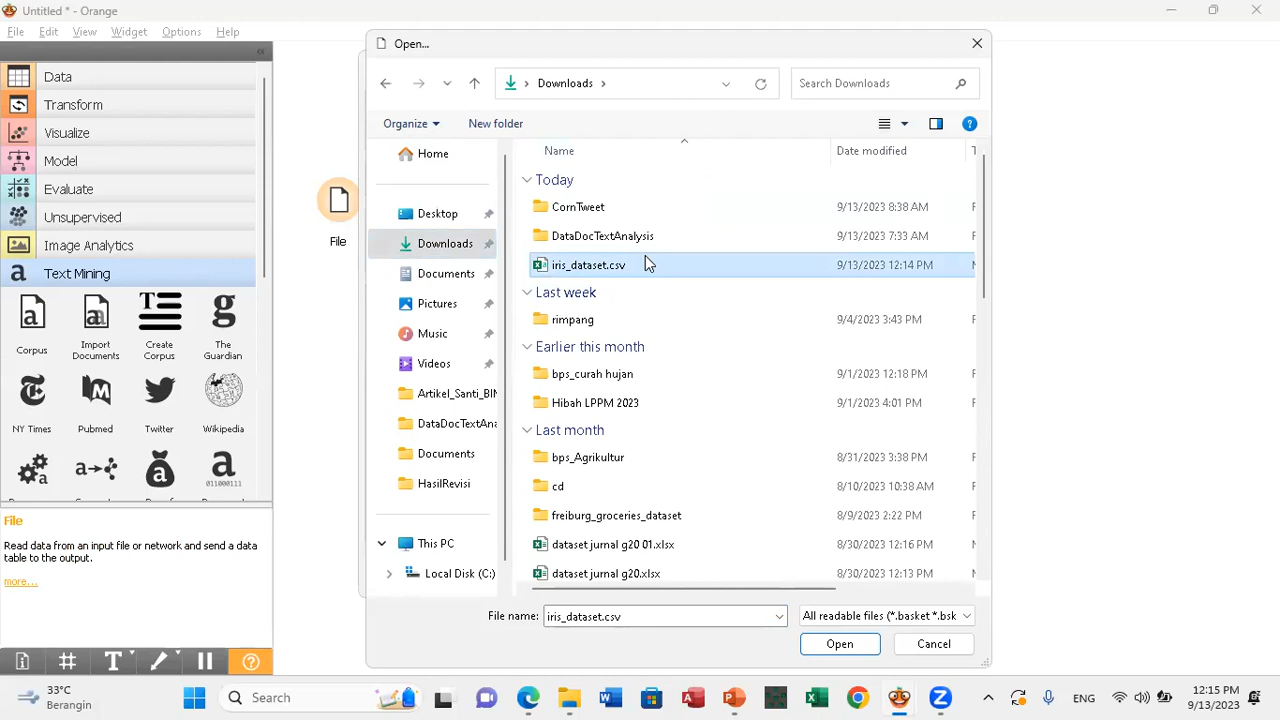 Untitled * - Orange
File Edit View Widget Options Help
Data
Transform
Visualize
Model
Evaluate
Unsupervised
Image Analytics
Text Mining
Corpus
Import Documents
Create Corpus
The Guardian
NY Times
Pubmed
Twitter
Wikipedia
File
Read data from an input file or network and send a data
table to the output.
more...
File
Open...
Downloads
Search Downloads
Organize
New folder
Home
Desktop
Downloads
Documents
Pictures
Music
Videos
Artikel_Santi_BIN
DataDocTextAna
Documents
HasilRevisi
This PC
Local Disk (C:)
Name Date modified
Today
CornTweet 9/13/2023 8:38 AM
DataDocTextAnalysis 9/13/2023 7:33 AM
iris_dataset.csv 9/13/2023 12:14 PM
Last week
rimpang 9/4/2023 3:43 PM
Earlier this month
bps_curah hujan 9/1/2023 12:18 PM
Hibah LPPM 2023 9/1/2023 4:01 PM
Last month
bps_Agrikultur 8/31/2023 3:38 PM
cd 8/10/2023 10:38 AM
freiburg_groceries_dataset 8/9/2023 2:22 PM
dataset jurnal g20 01.xlsx 8/30/2023 12:16 PM
dataset jurnal g20.xlsx 8/30/2023 12:13 PM
File name: iris_dataset.csv All readable files (*.basket *.bsk
Open Cancel
33°C
Berangin
Search
ENG
12:15 PM
9/13/2023